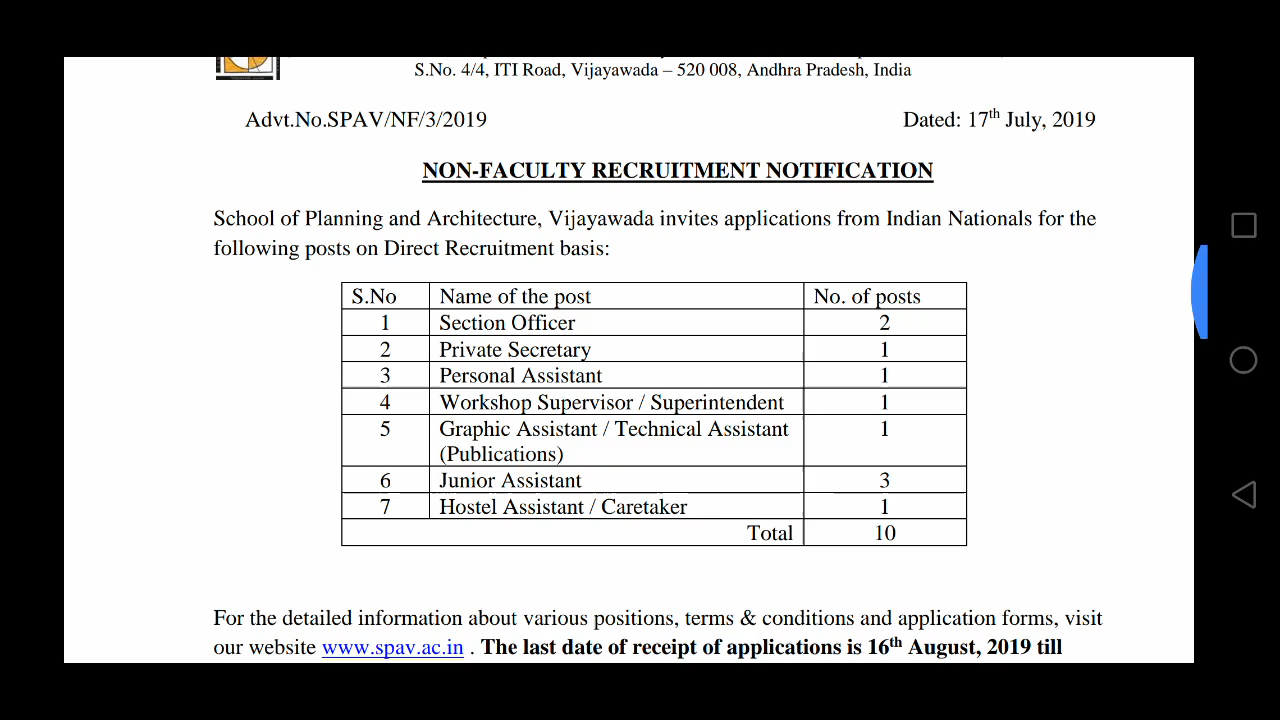 S.No. 4/4, ITI Road, Vijayawada – 520 008, Andhra Pradesh, India
Advt.No.SPAV/NF/3/2019 Dated: 17th July, 2019
NON-FACULTY RECRUITMENT NOTIFICATION
School of Planning and Architecture, Vijayawada invites applications from Indian Nationals for the
following posts on Direct Recruitment basis:
S.No Name of the post No. of posts
1 Section Officer 2
2 Private Secretary 1
3 Personal Assistant 1
4 Workshop Supervisor / Superintendent 1
5 Graphic Assistant / Technical Assistant 1
(Publications)
6 Junior Assistant 3
7 Hostel Assistant / Caretaker 1
Total 10
For the detailed information about various positions, terms & conditions and application forms, visit
our website www.spav.ac.in . The last date of receipt of applications is 16th August, 2019 till